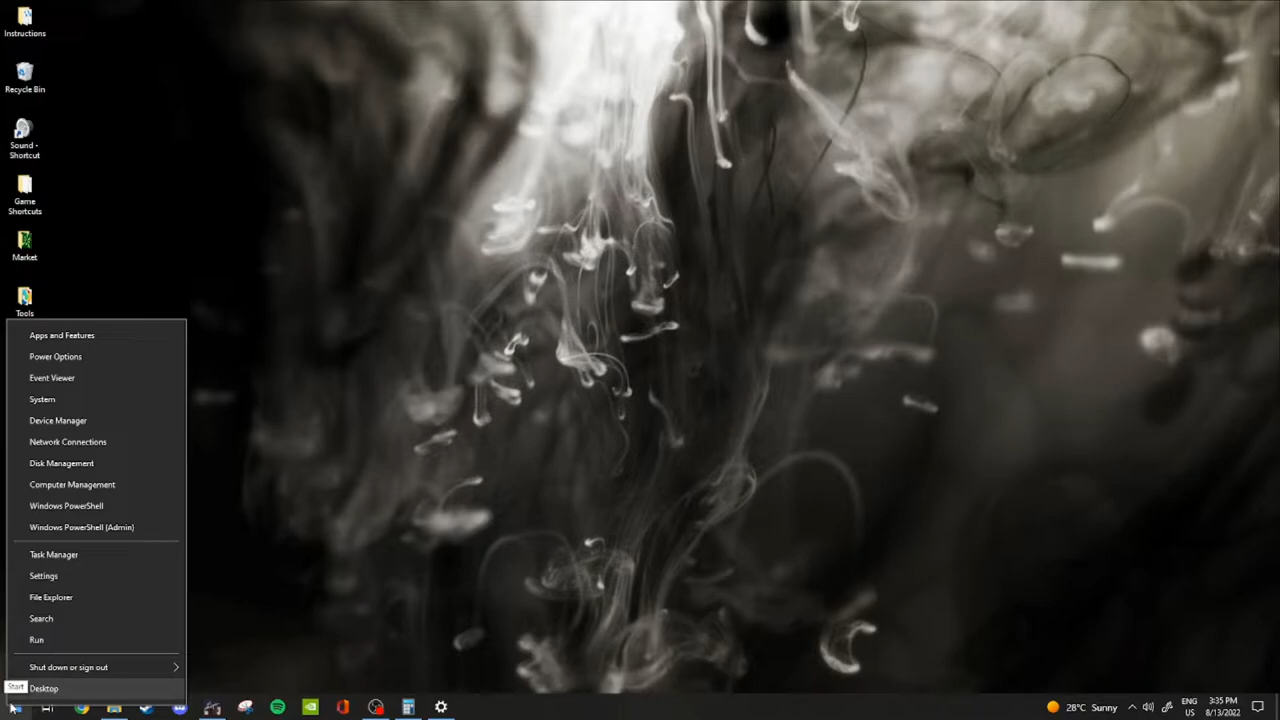 Instructions
Recycle Bin
Sound -
Shortcut
Game
Shortcuts
Market
Tools
Apps and Features
Power Options
Event Viewer
System
Device Manager
Network Connections
Disk Management
Computer Management
Windows PowerShell
Windows PowerShell (Admin)
Task Manager
Settings
File Explorer
Search
Run
Shut down or sign out
Start
Desktop
28°C Sunny
ENG
US
3:35 PM
8/13/2022